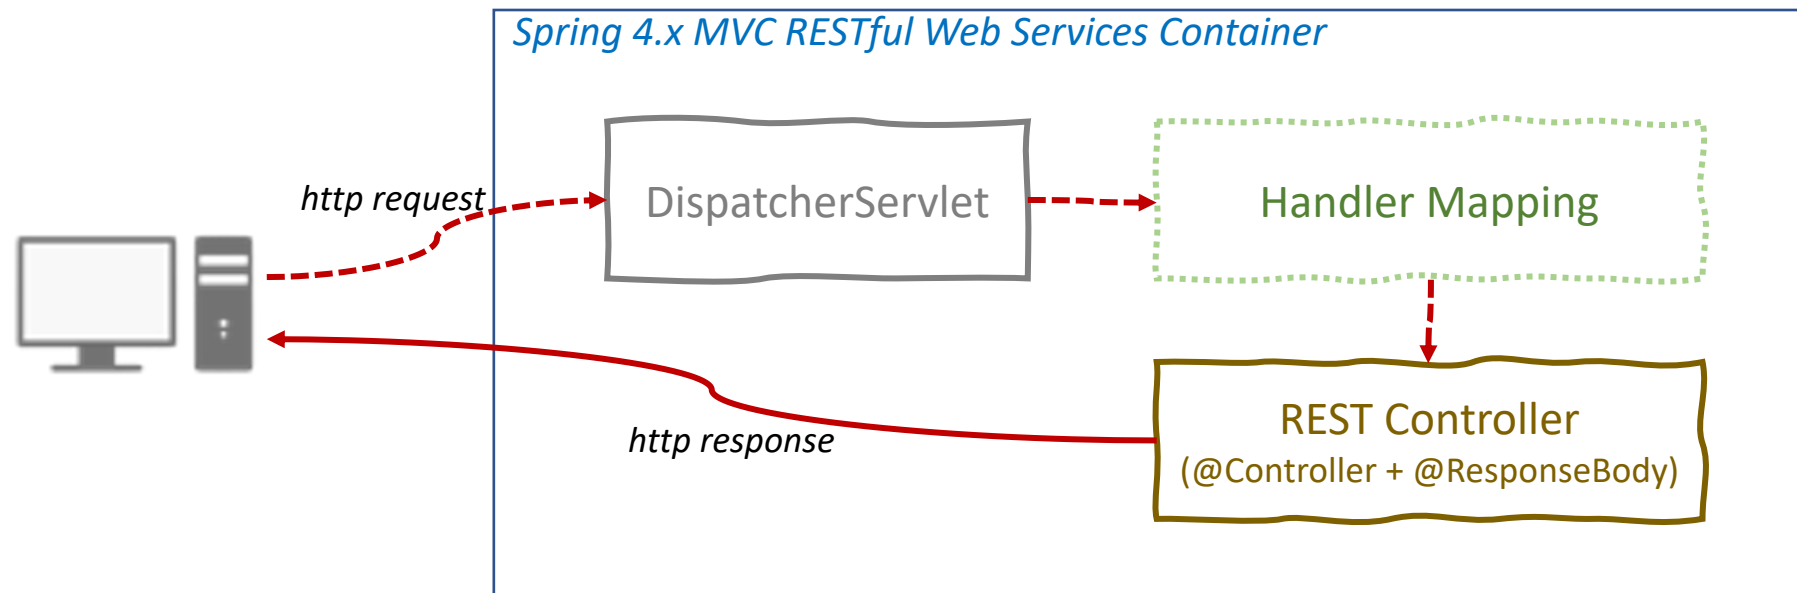 Spring 4.x MVC RESTful Web Services Container
http request
DispatcherServlet
Handler Mapping
REST Controller
(@Controller + @ResponseBody)
http response